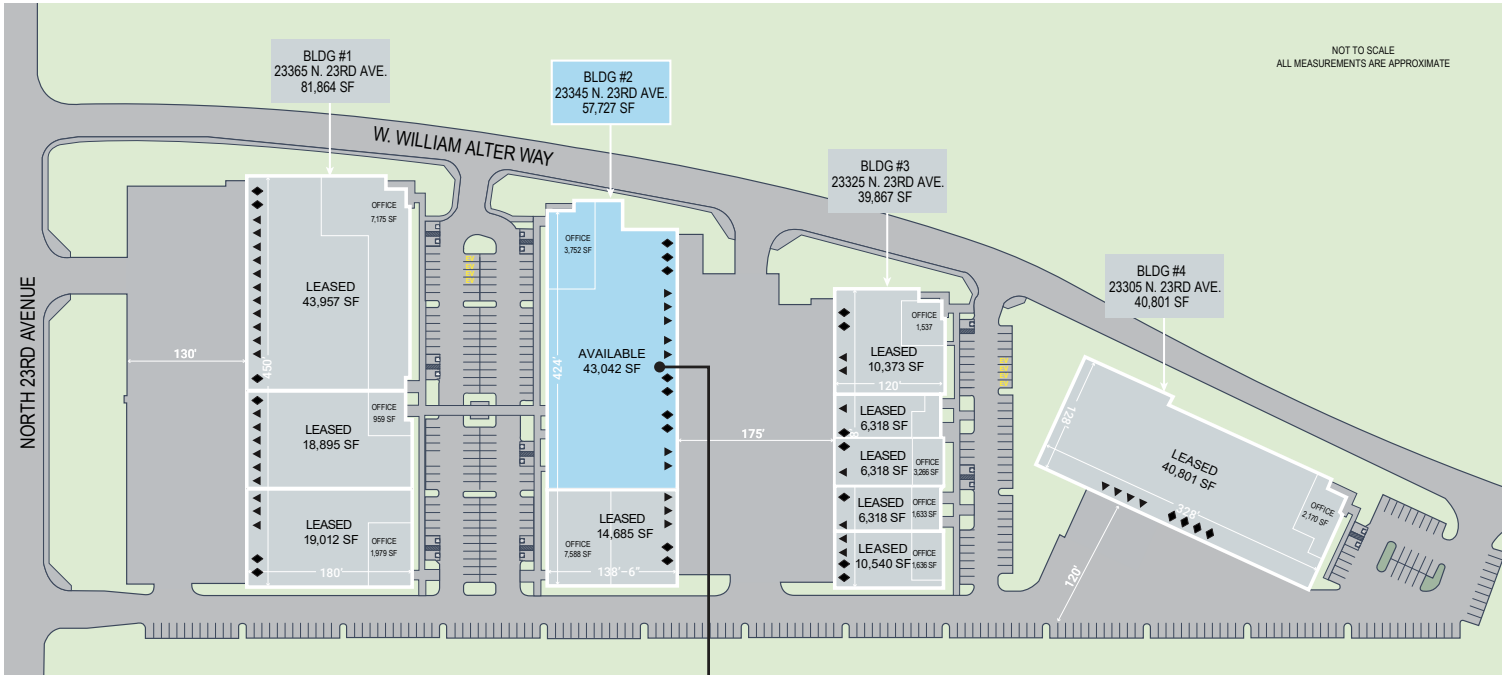 NOT TO SCALE
ALL MEASUREMENTS ARE APPROXIMATE
BLDG #1
23365 N. 23RD AVE.
81,864 SF
BLDG #2
23345 N. 23RD AVE.
57,727 SF
BLDG #3
23325 N. 23RD AVE.
39,867 SF
BLDG #4
23305 N. 23RD AVE.
40,801 SF
W. WILLIAM ALTER WAY
NORTH 23RD AVENUE
130'
OFFICE
7,175 SF
LEASED
43,957 SF
450'
OFFICE
959 SF
LEASED
18,895 SF
LEASED
19,012 SF
OFFICE
1,979 SF
180'
OFFICE
3,752 SF
AVAILABLE
43,042 SF
424'
LEASED
14,685 SF
OFFICE
7,588 SF
138'-6"
175'
OFFICE
1,537
LEASED
10,373 SF
120'
LEASED
6,318 SF
LEASED
6,318 SF
OFFICE
3,266 SF
LEASED
6,318 SF
OFFICE
1,633 SF
LEASED
10,540 SF
OFFICE
1,636 SF
128'
LEASED
40,801 SF
328'
OFFICE
2,170 SF
120'